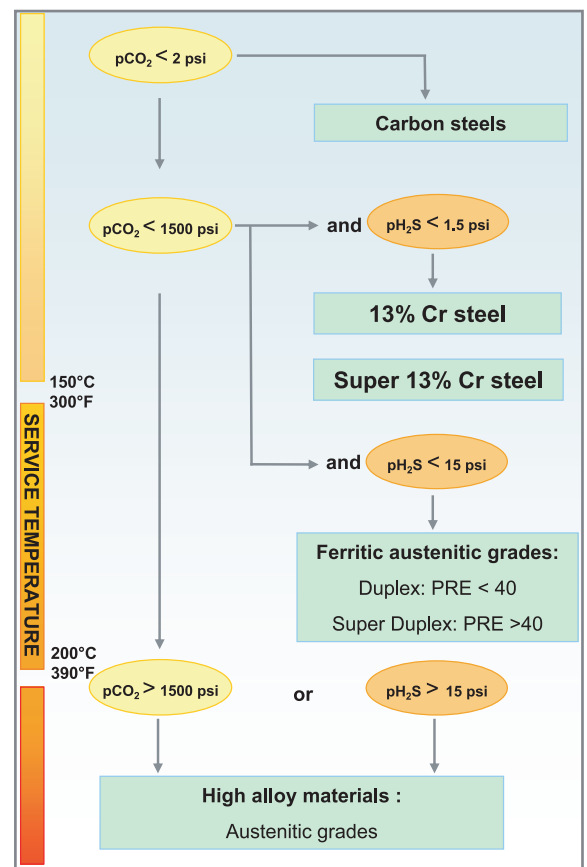 pCO₂ < 2 psi
Carbon steels
pCO₂ < 1500 psi
and
pH₂S < 1.5 psi
13% Cr steel
Super 13% Cr steel
150°C
300°F
SERVICE TEMPERATURE
and
pH₂S < 15 psi
Ferritic austenitic grades:
Duplex: PRE < 40
Super Duplex: PRE >40
200°C
390°F
pCO₂ > 1500 psi
or
pH₂S > 15 psi
High alloy materials :
Austenitic grades